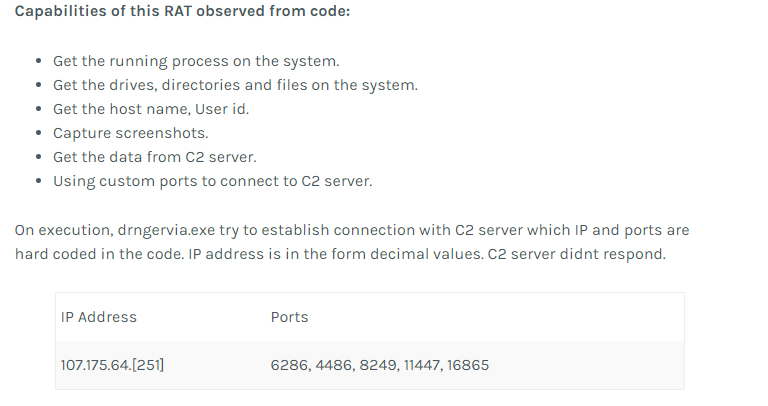 Capabilities of this RAT observed from code:
Get the running process on the system.
Get the drives, directories and files on the system.
Get the host name, User id.
Capture screenshots.
Get the data from C2 server.
Using custom ports to connect to C2 server.
On execution, drngervia.exe try to establish connection with C2 server which IP and ports are
hard coded in the code. IP address is in the form decimal values. C2 server didnt respond.
IP Address Ports
107.175.64.[251] 6286, 4486, 8249, 11447, 16865